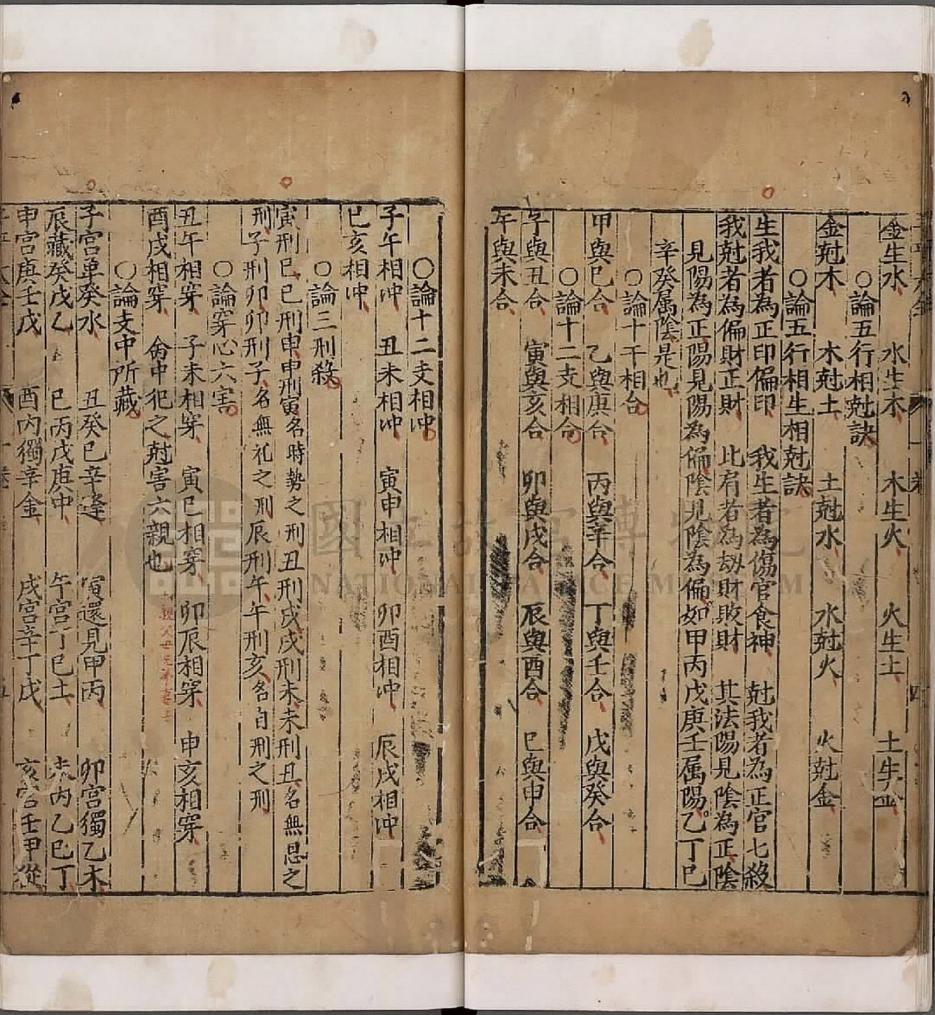 金生水 水生木 木生火 火生土 土生金
○論五行相尅訣
金尅木 木尅土 土尅水 水尅火 火尅金
○論五行相生相尅訣
生我者為正印偏印 我生者為傷官食神 尅我者為正官七殺
我尅者為偏財正財 比肩者為刼財敗財 其法陽見陰為正陰
見陽為正陽見陽為偏陰見陰為偏如甲丙戊庚壬属陽乙丁巳
辛癸属陰是也
○論十干相合
甲與巳合 乙與庚合 丙與辛合 丁與壬合 戊與癸合
○論十二支相合
子與丑合 寅與亥合 卯與戌合 辰與酉合 巳與申合
午與未合
○論十二支相冲
子午相冲 丑未相冲 寅申相冲 卯酉相冲 辰戌相冲
巳亥相冲
○論三刑殺
寅刑巳巳刑申申刑寅名時勢之刑丑刑戌戌刑未未刑丑名無恩之
刑子刑卯卯刑子名無礼之刑辰刑午午刑亥名自刑之刑
○論穿心六害
丑午相穿 子未相穿 寅巳相穿 卯辰相穿 申亥相穿
酉戌相穿 命中犯之尅害六親也
○論支中所藏
子宮单癸水 丑癸巳辛逢 寅還見甲丙 卯宮獨乙木
辰藏癸戊乙 巳丙戊庚中 午宮丁巳土 未丙乙巳丁
申宮庚壬戊 酉内獨辛金 戌宮辛丁戊 亥宮壬甲從
國立故宮博物院
NATIONAL PALACE MUSEUM